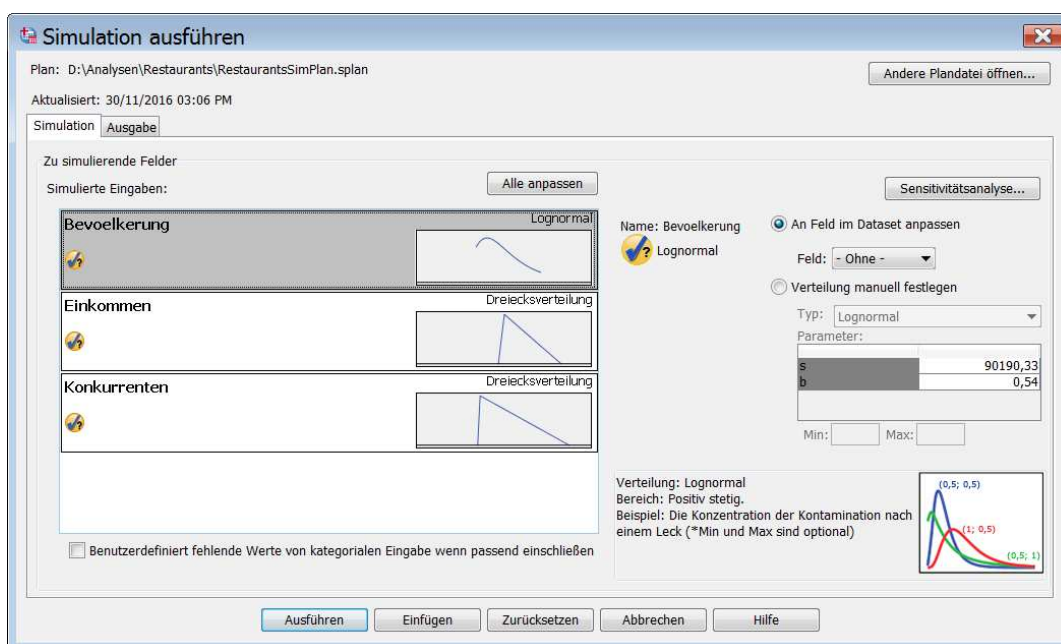 Simulation ausführen
Plan: D:\Analysen\Restaurants\RestaurantsSimPlan.splan
Andere Plandatei öffnen...
Aktualisiert: 30/11/2016 03:06 PM
Simulation
Ausgabe
Zu simulierende Felder
Simulierte Eingaben:
Alle anpassen
Bevoelkerung
Lognormal
Einkommen
Dreiecksverteilung
Konkurrenten
Dreiecksverteilung
Benutzerdefiniert fehlende Werte von kategorialen Eingabe wenn passend einschließen
Sensitivitätsanalyse...
Name: Bevoelkerung
Lognormal
An Feld im Dataset anpassen
Feld: - Ohne -
Verteilung manuell festlegen
Typ: Lognormal
Parameter:
s 90190,33
b 0,54
Min: Max:
Verteilung: Lognormal
Bereich: Positiv stetig.
Beispiel: Die Konzentration der Kontamination nach
einem Leck (*Min und Max sind optional)
(0,5; 0,5)
(1; 0,5)
(0,5; 1)
Ausführen
Einfügen
Zurücksetzen
Abbrechen
Hilfe